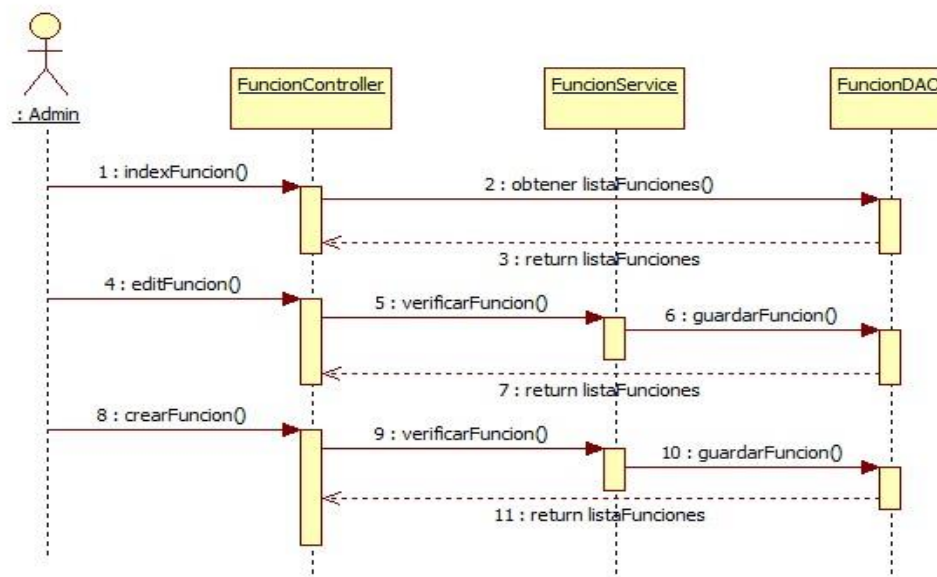 : Admin
FuncionController
FuncionService
FuncionDAO
1 : indexFuncion()
2 : obtener listaFunciones()
3 : return listaFunciones
4 : editFuncion()
5 : verificarFuncion()
6 : guardarFuncion()
7 : return listaFunciones
8 : crearFuncion()
9 : verificarFuncion()
10 : guardarFuncion()
11 : return listaFunciones